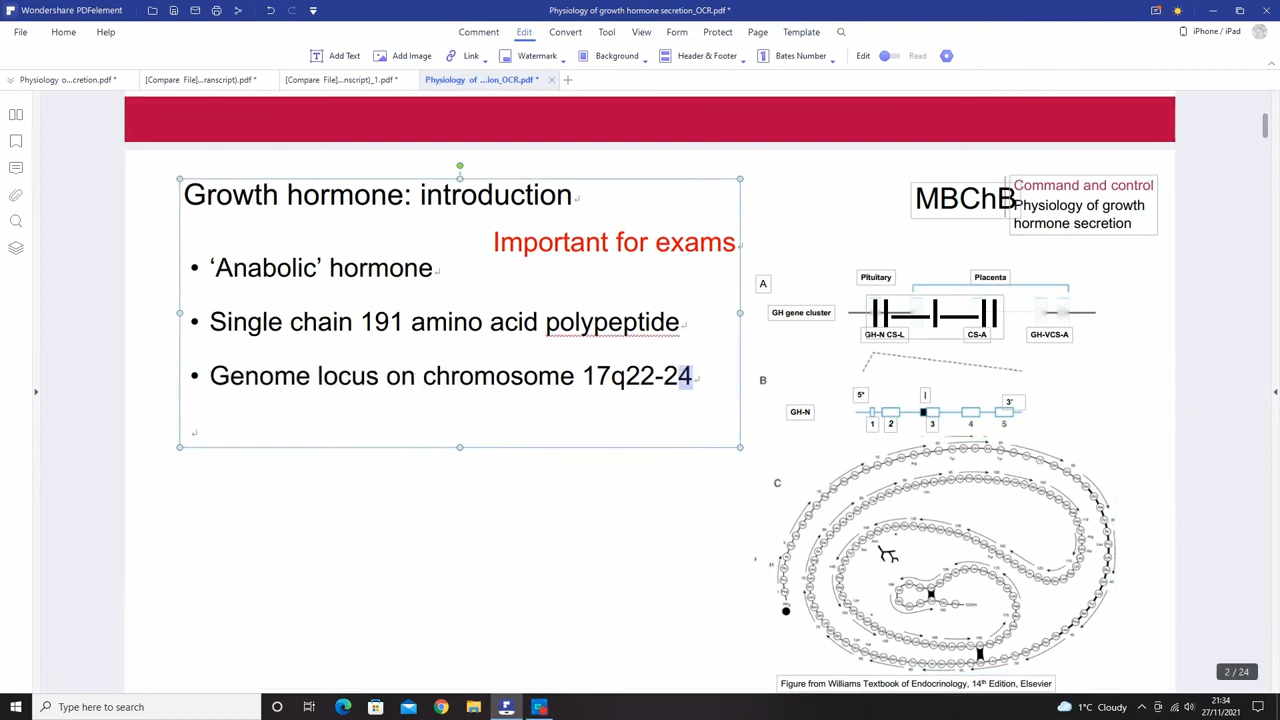 Wondershare PDFelement
Physiology of growth hormone secretion_OCR.pdf *
File Home Help
Comment Edit Convert Tool View Form Protect Page Template
iPhone / iPad
Add Text Add Image Link Watermark Background Header & Footer Bates Number Edit Read
Physiology o...cretion.pdf *
[Compare File]...ranscript).pdf *
[Compare File]...nscript)_1.pdf *
Physiology of ...ion_OCR.pdf *
Growth hormone: introduction
Important for exams
• ‘Anabolic’ hormone
• Single chain 191 amino acid polypeptide
• Genome locus on chromosome 17q22-24
MBChB
Command and control
Physiology of growth
hormone secretion
A
Pituitary
Placenta
GH gene cluster
GH-N CS-L
CS-A
GH-VCS-A
B
5"
I
3'
GH-N
1 2 3 4 5
C
COOH
Figure from Williams Textbook of Endocrinology, 14th Edition, Elsevier
2 / 24
Type here to search
1°C Cloudy
21:34
27/11/2021